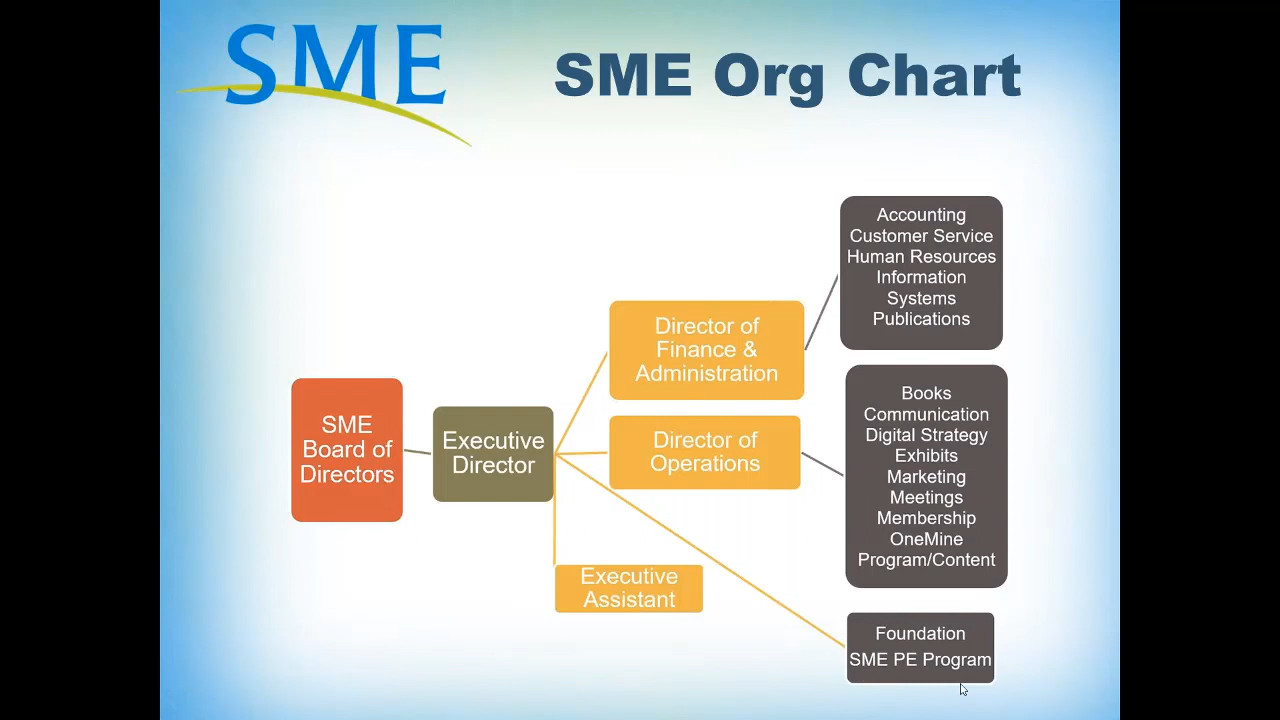 SME
SME Org Chart
Accounting
Customer Service
Human Resources
Information
Systems
Publications
Director of
Finance &
Administration
SME
Board of
Directors
Executive
Director
Director of
Operations
Books
Communication
Digital Strategy
Exhibits
Marketing
Meetings
Membership
OneMine
Program/Content
Executive
Assistant
Foundation
SME PE Program